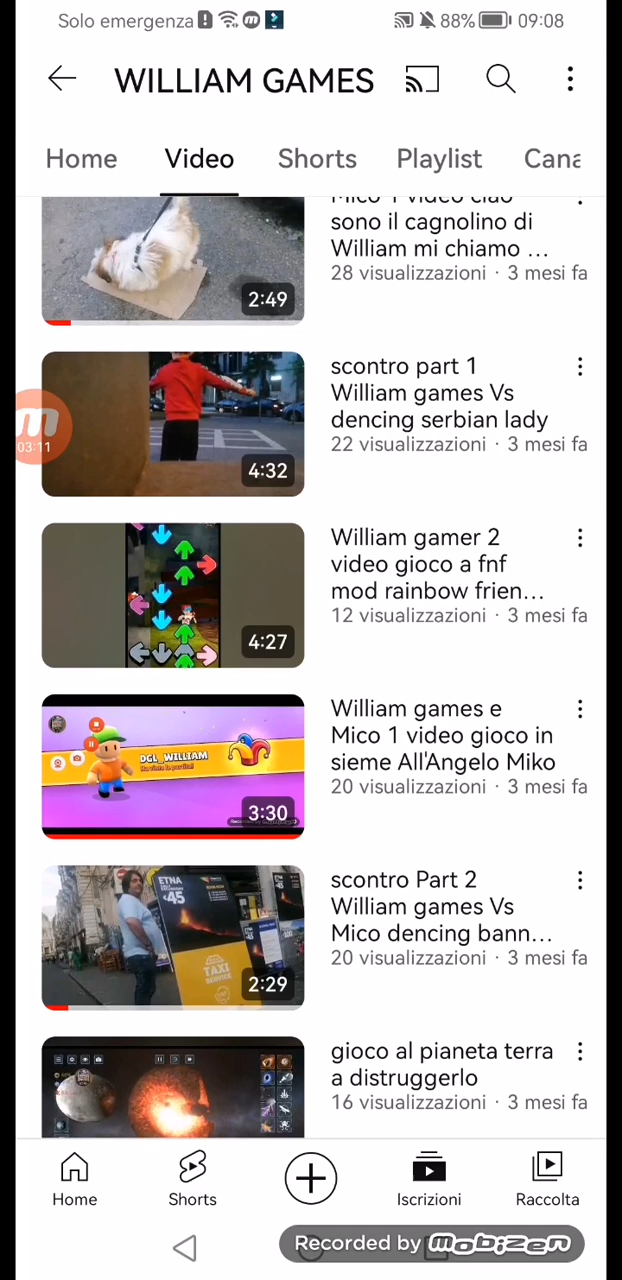 Solo emergenza
88% 09:08
WILLIAM GAMES
Home Video Shorts Playlist Cana
Mico 1 video ciao
sono il cagnolino di
William mi chiamo ...
28 visualizzazioni · 3 mesi fa
2:49
scontro part 1
William games Vs
dencing serbian lady
22 visualizzazioni · 3 mesi fa
4:32
03:11
William gamer 2
video gioco a fnf
mod rainbow frien...
12 visualizzazioni · 3 mesi fa
4:27
William games e
Mico 1 video gioco in
sieme All'Angelo Miko
20 visualizzazioni · 3 mesi fa
DGL_WILLIAM
3:30
scontro Part 2
William games Vs
Mico dencing bann...
20 visualizzazioni · 3 mesi fa
ETNA
€45
TAXI
SERVICE
2:29
gioco al pianeta terra
a distruggerlo
16 visualizzazioni · 3 mesi fa
Home Shorts Iscrizioni Raccolta
Recorded by mobizen